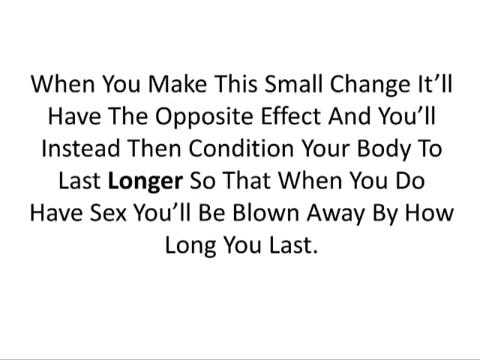 When You Make This Small Change It’ll
Have The Opposite Effect And You’ll
Instead Then Condition Your Body To
Last Longer So That When You Do
Have Sex You’ll Be Blown Away By How
Long You Last.